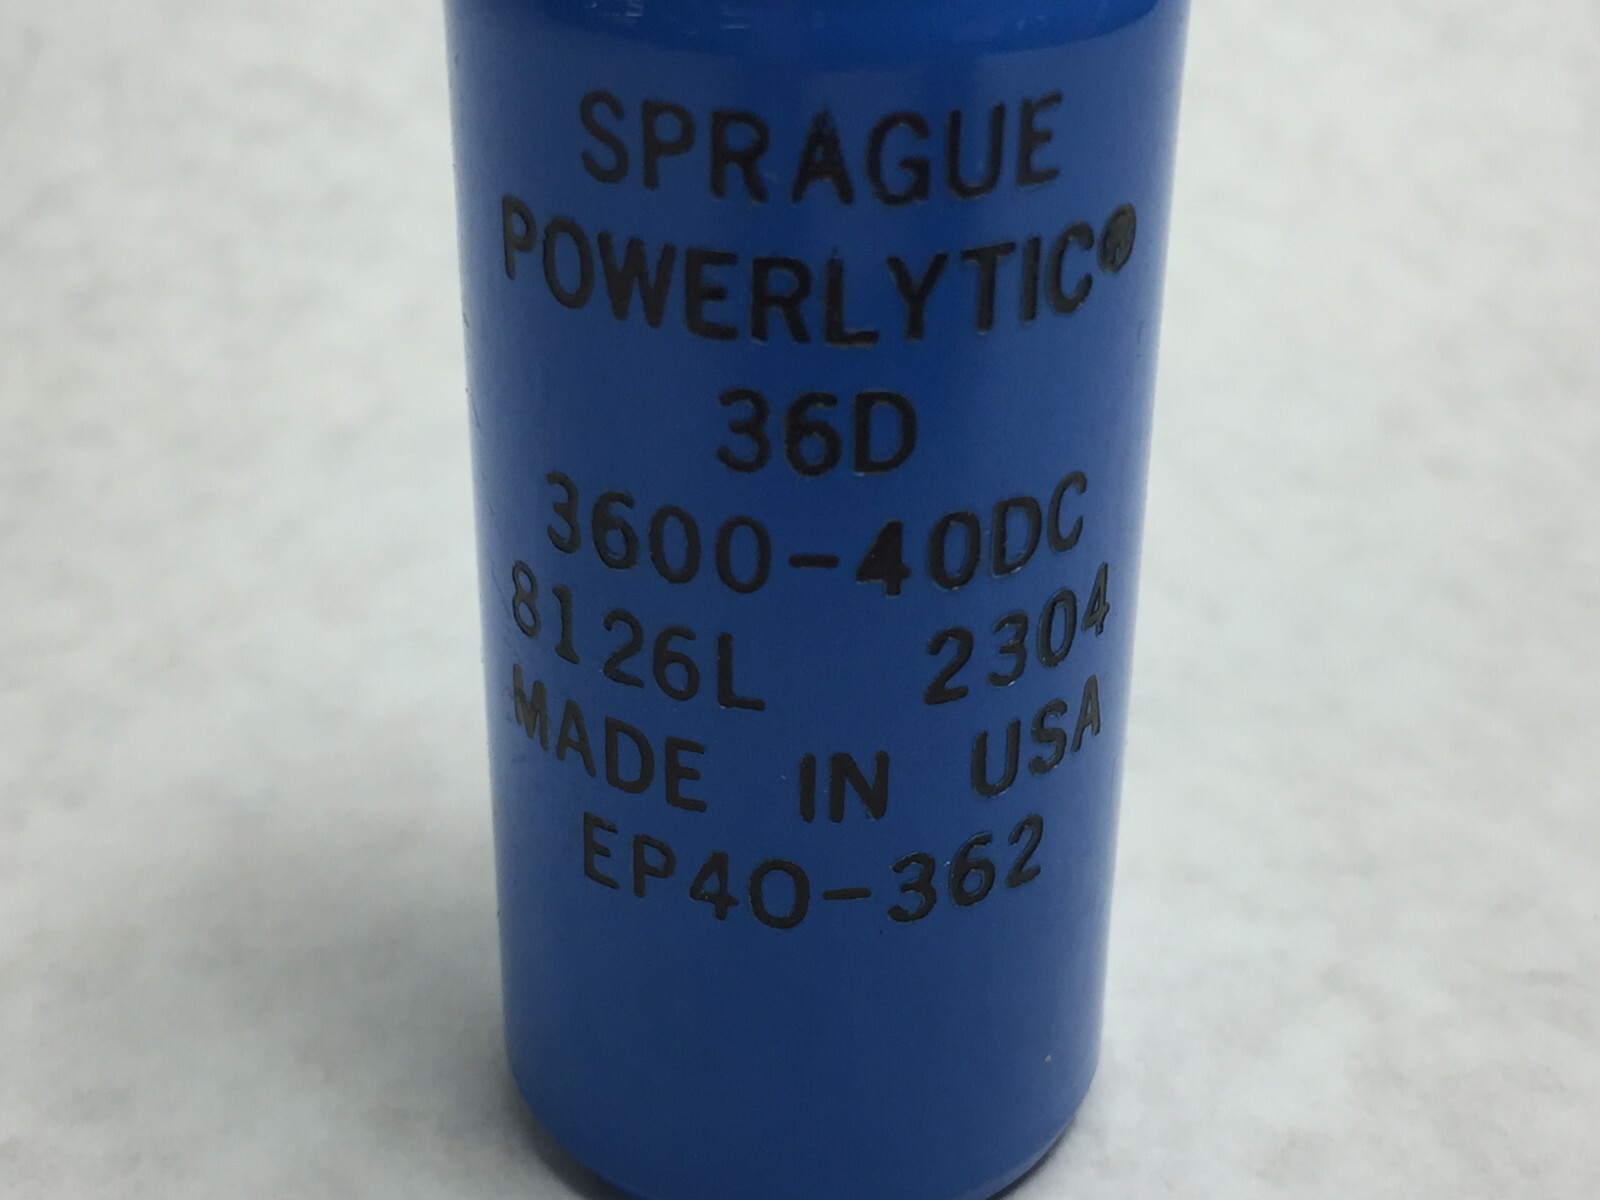 SPRAGUE
POWERLYTIC®
36D
3600-40DC
8126L 2304
MADE IN USA
EP40-362